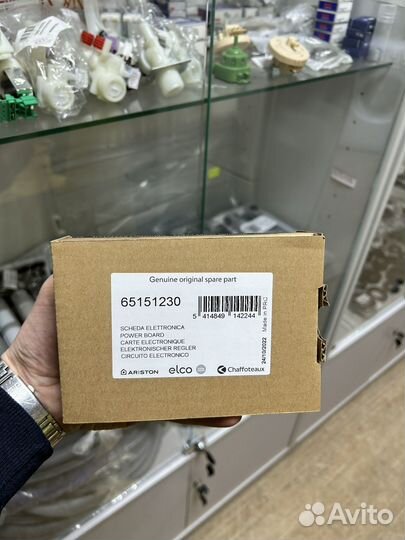 Genuine original spare part
65151230
5 414849 142244
Made in PRC
24/10/2022
SCHEDA ELETTRONICA
POWER BOARD
CARTE ELECTRONIQUE
ELEKTRONISCHER REGLER
CIRCUITO ELECTRONICO
ARISTON elco Chaffoteaux
Avito